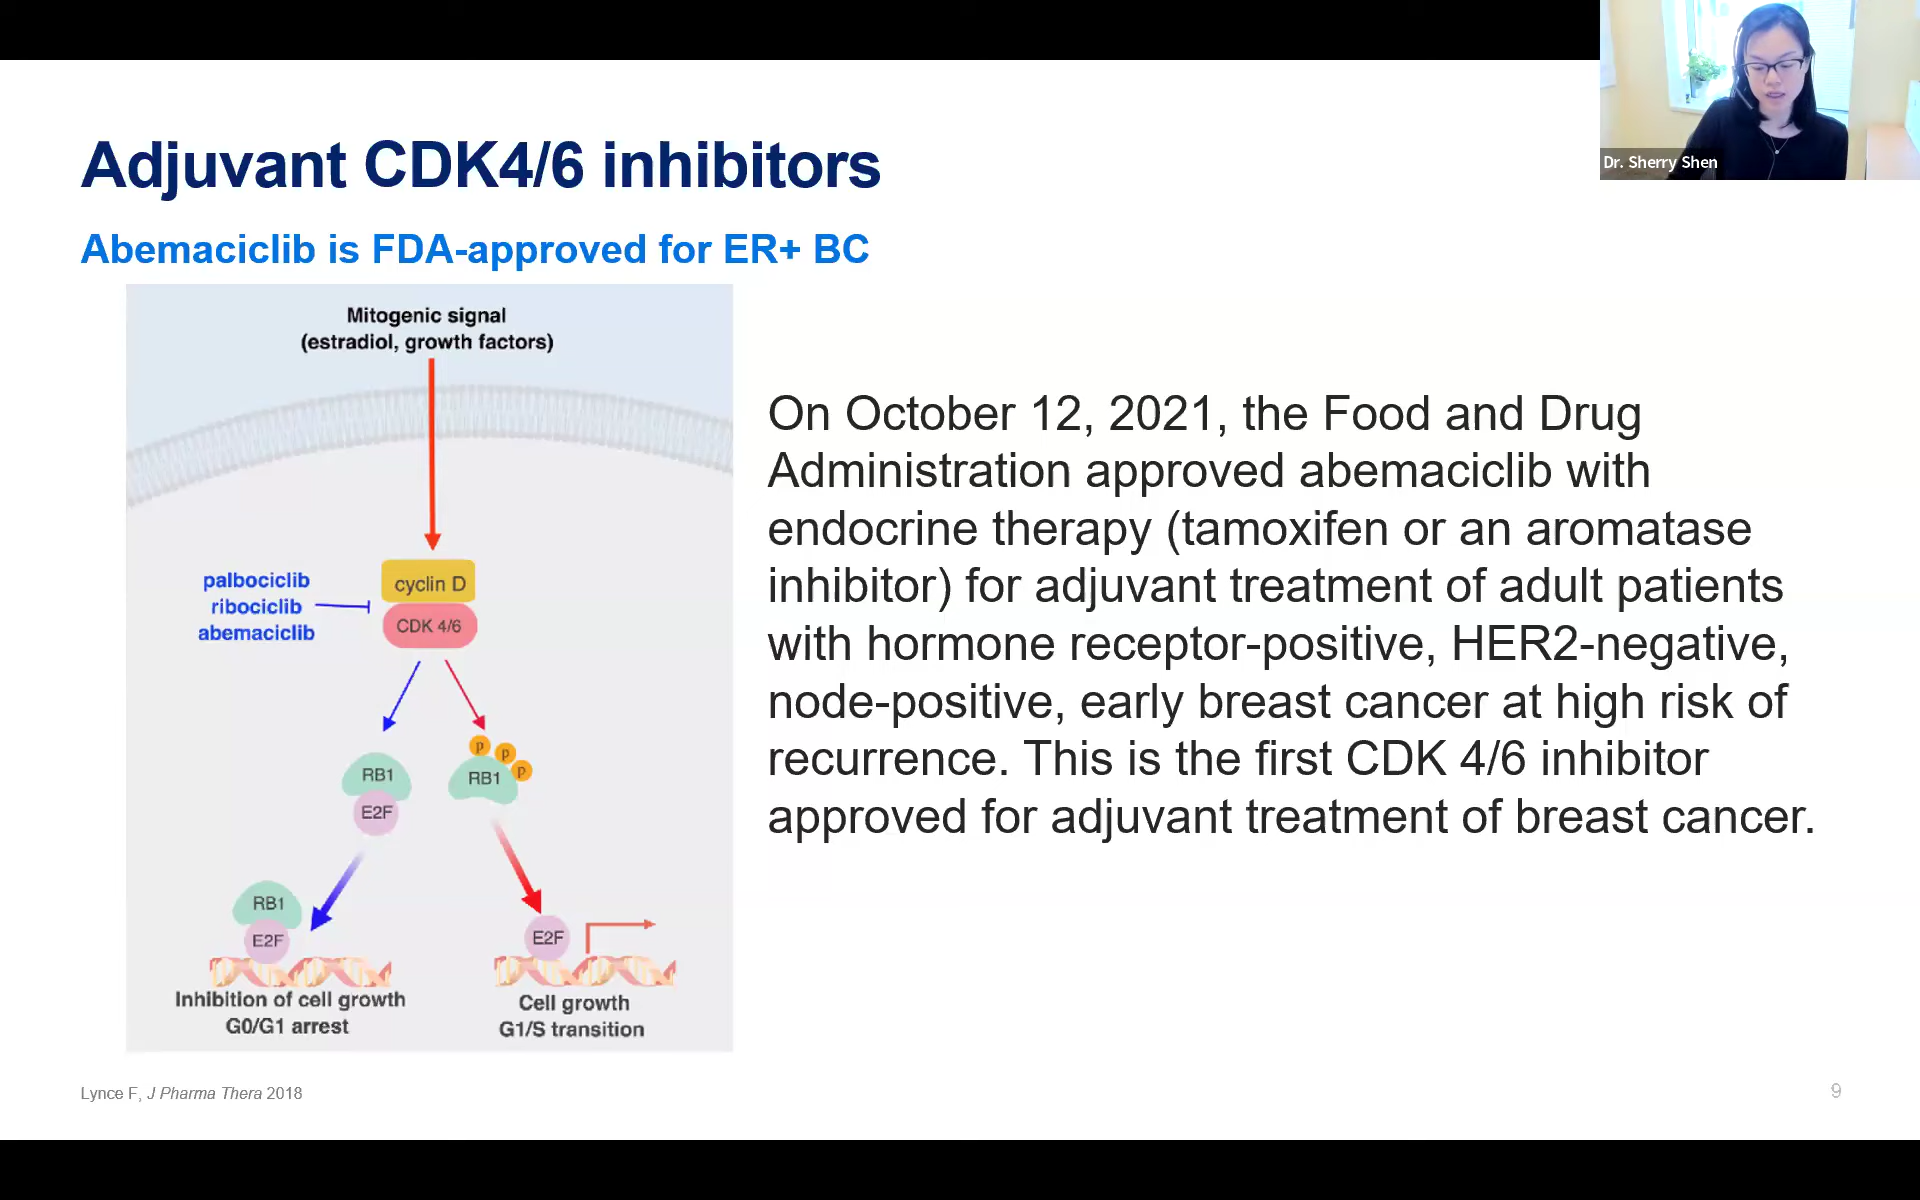 Dr. Sherry Shen
Adjuvant CDK4/6 inhibitors
Abemaciclib is FDA-approved for ER+ BC
Mitogenic signal
(estradiol, growth factors)
palbociclib
ribociclib
abemaciclib
cyclin D
CDK 4/6
RB1
E2F
p
p
p
RB1
RB1
E2F
E2F
Inhibition of cell growth
G0/G1 arrest
Cell growth
G1/S transition
On October 12, 2021, the Food and Drug
Administration approved abemaciclib with
endocrine therapy (tamoxifen or an aromatase
inhibitor) for adjuvant treatment of adult patients
with hormone receptor-positive, HER2-negative,
node-positive, early breast cancer at high risk of
recurrence. This is the first CDK 4/6 inhibitor
approved for adjuvant treatment of breast cancer.
Lynce F, J Pharma Thera 2018
9